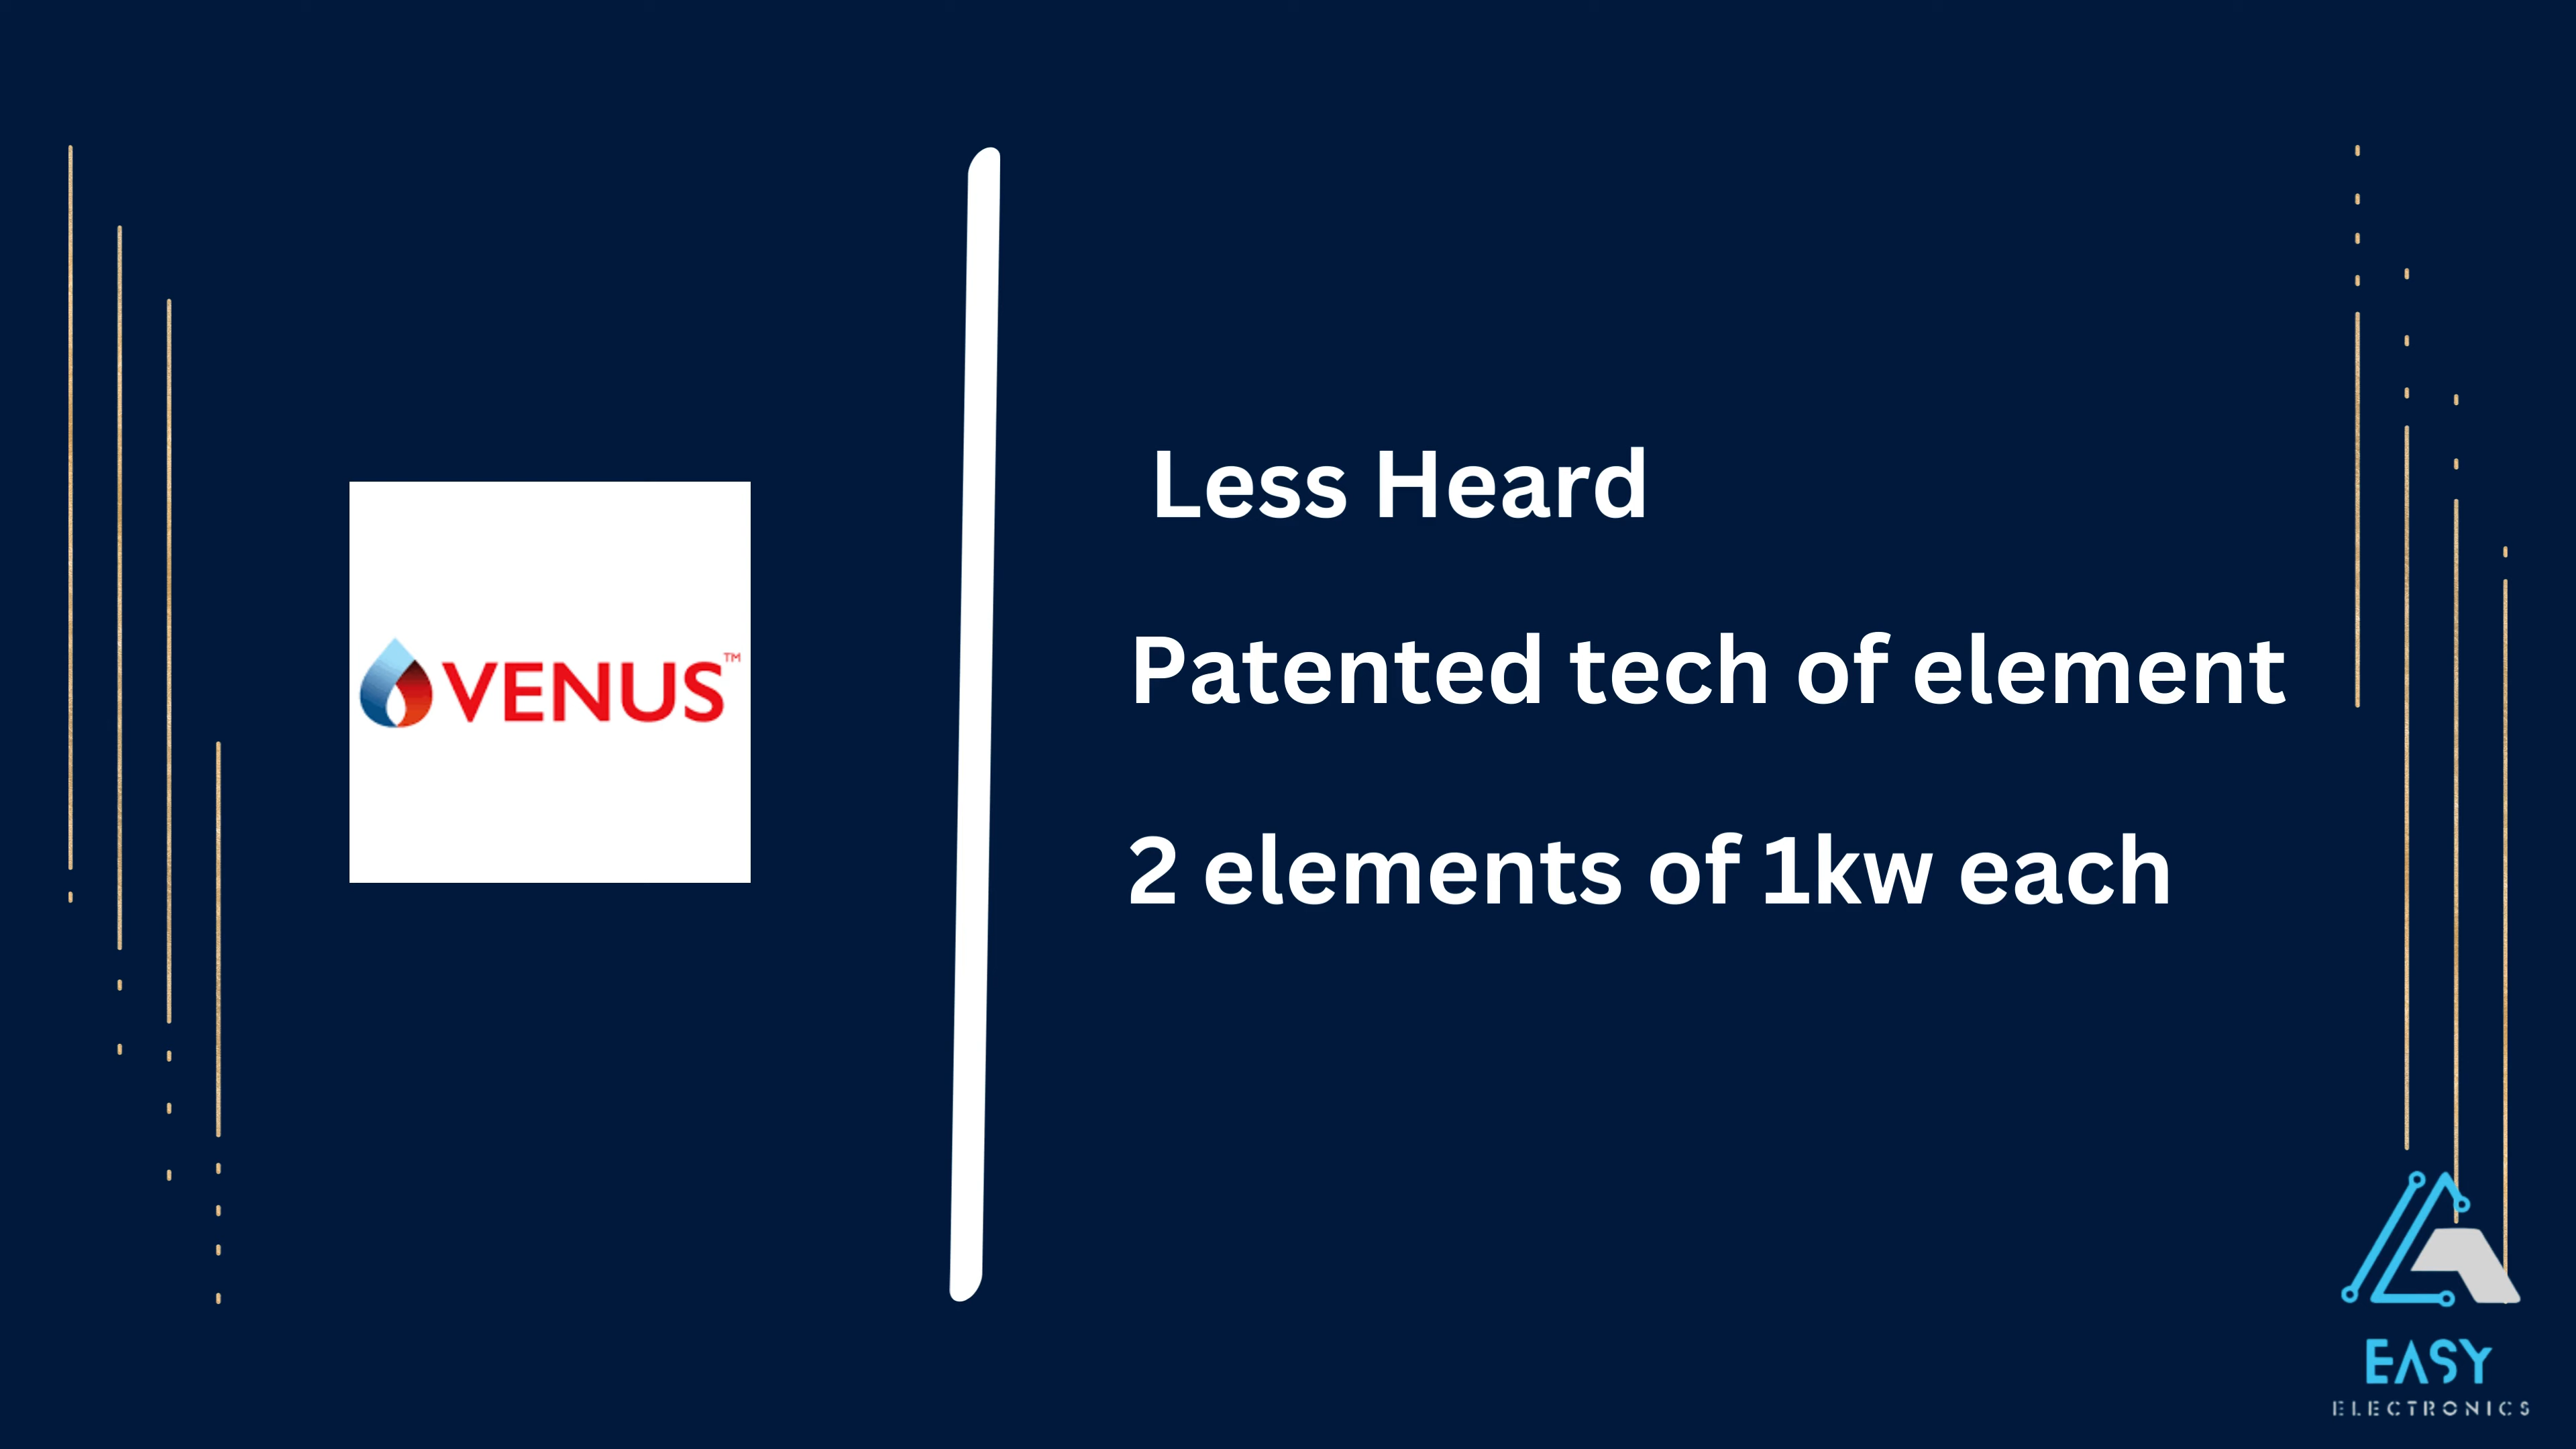 VENUS™
Less Heard
Patented tech of element
2 elements of 1kw each
EASY
ELECTRONICS